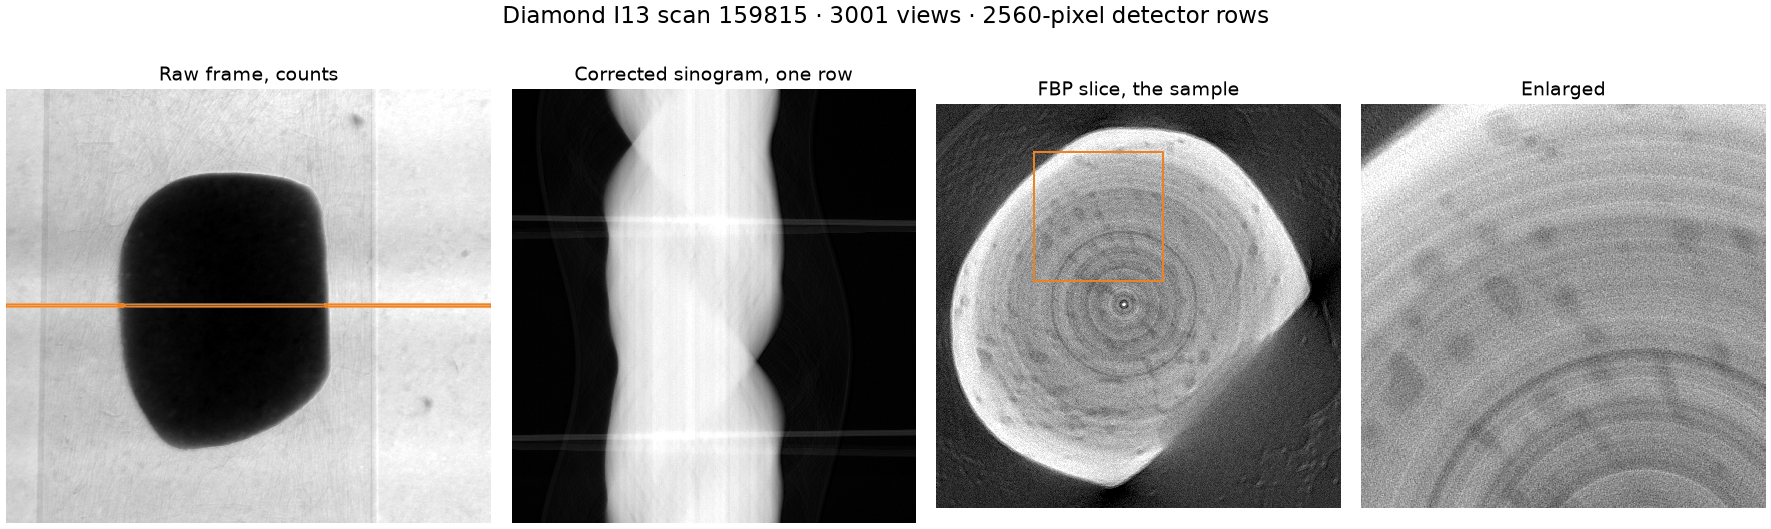 Diamond I13 scan 159815 · 3001 views · 2560-pixel detector rows
Raw frame, counts
Corrected sinogram, one row
FBP slice, the sample
Enlarged